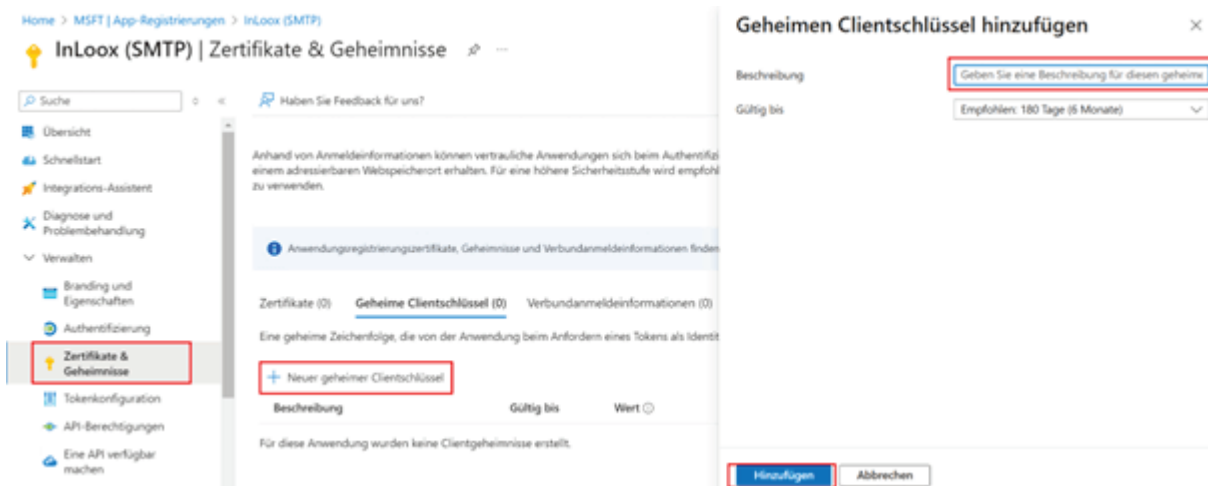 Home > MSFT | App-Registrierungen > InLoox (SMTP)
InLoox (SMTP) | Zertifikate & Geheimnisse
Suche
Übersicht
Schnellstart
Integrations-Assistent
Diagnose und
Problembehandlung
Verwalten
Branding und
Eigenschaften
Authentifizierung
Zertifikate &
Geheimnisse
Tokenkonfiguration
API-Berechtigungen
Eine API verfügbar
machen
Haben Sie Feedback für uns?
Anhand von Anmeldeinformationen können vertrauliche Anwendungen sich beim Authentifizi
einem adressierbaren Webspeicherort erhalten. Für eine höhere Sicherheitsstufe wird empfohl
zu verwenden.
Anwendungsregistrierungszertifikate, Geheimnisse und Verbundanmeldeinformationen finden
Zertifikate (0) Geheime Clientschlüssel (0) Verbundanmeldeinformationen (0)
Eine geheime Zeichenfolge, die von der Anwendung beim Anfordern eines Tokens als Identit
+ Neuer geheimer Clientschlüssel
Beschreibung Gültig bis Wert
Für diese Anwendung wurden keine Clientgeheimnisse erstellt.
Geheimen Clientschlüssel hinzufügen
Beschreibung
Geben Sie eine Beschreibung für diesen geheime
Gültig bis
Empfohlen: 180 Tage (6 Monate)
Hinzufügen Abbrechen